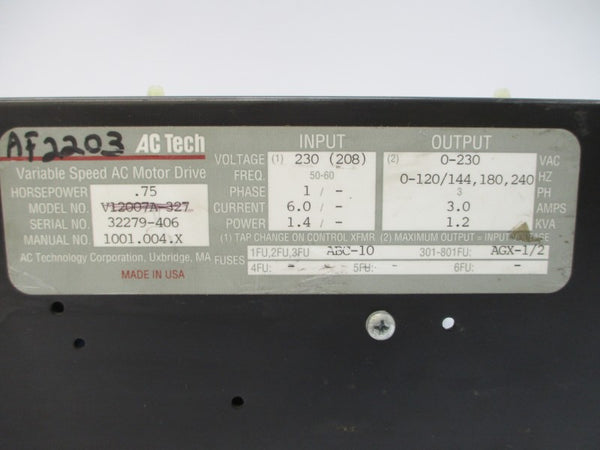 AF2203 AC Tech
Variable Speed AC Motor Drive
HORSEPOWER .75
MODEL NO. V12007A-327
SERIAL NO. 32279-406
MANUAL NO. 1001.004.X
AC Technology Corporation, Uxbridge, MA
MADE IN USA
INPUT OUTPUT
VOLTAGE (1) 230 (208) (2) 0-230 VAC
FREQ. 50-60 0-120/144,180,240 HZ
PHASE 1 / - 3 PH
CURRENT 6.0 / - 3.0 AMPS
POWER 1.4 / - 1.2 KVA
(1) TAP CHANGE ON CONTROL XFMR. (2) MAXIMUM OUTPUT = INPUT VOLTAGE
FUSES 1FU,2FU,3FU ABC-10 301-801FU: AGX-1/2
4FU: - - 5FU: - 6FU: -